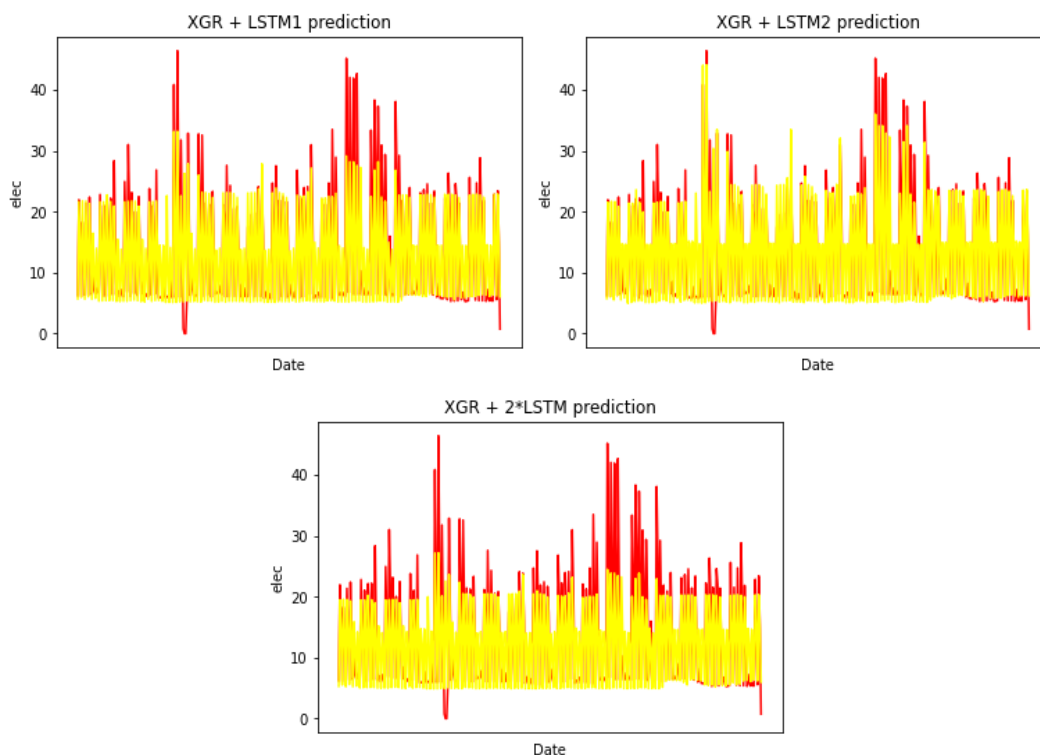 XGR + LSTM1 prediction
40
30
20
10
0
elec
Date
XGR + LSTM2 prediction
40
30
20
10
0
elec
Date
XGR + 2*LSTM prediction
40
30
20
10
0
elec
Date